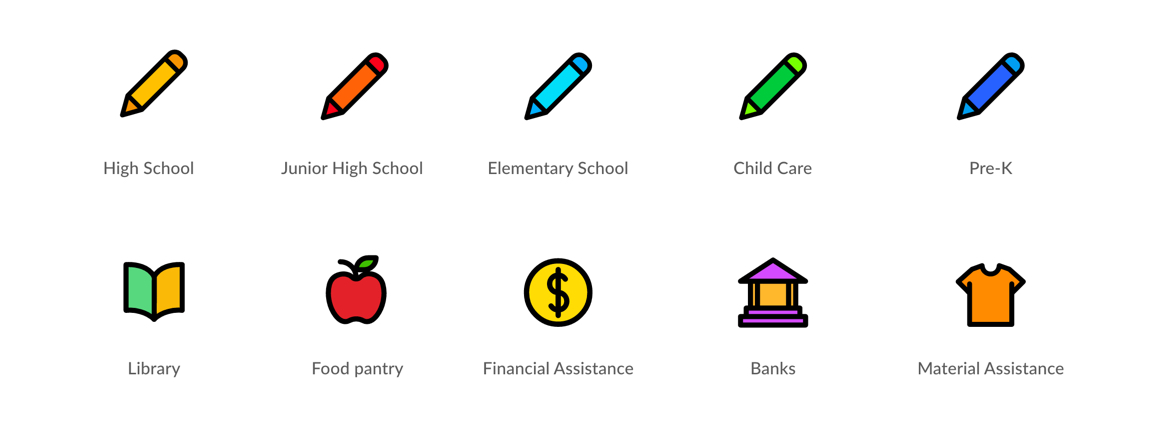 High School
Junior High School
Elementary School
Child Care
Pre-K
Library
Food pantry
Financial Assistance
Banks
Material Assistance